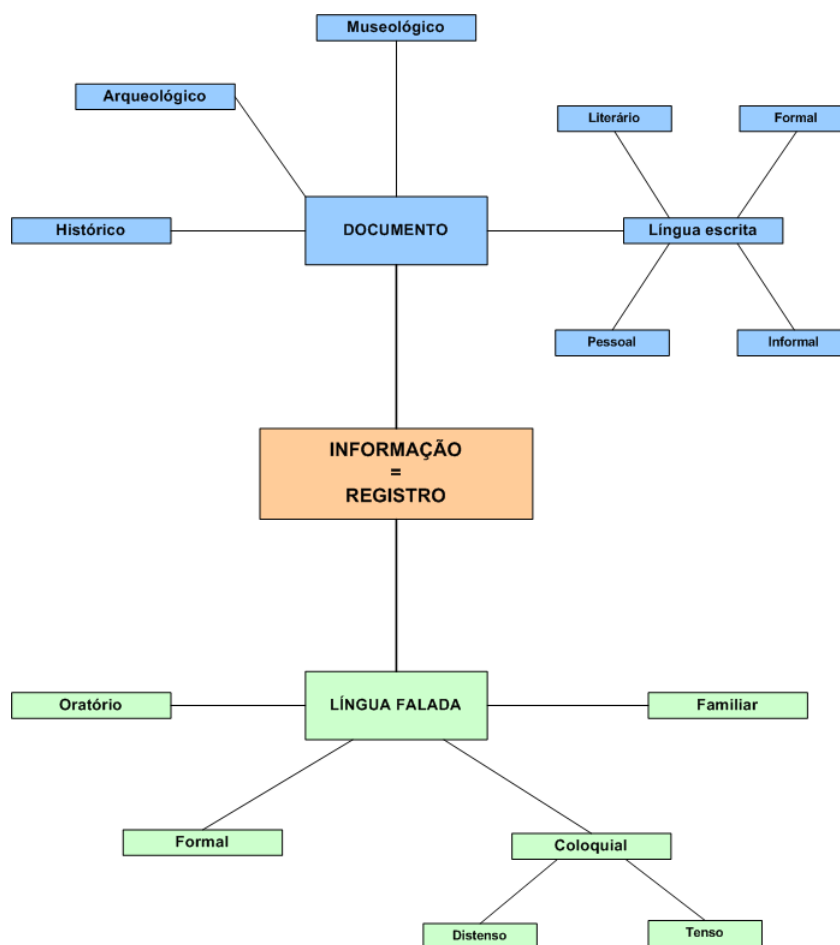 Museológico
Arqueológico
Literário
Formal
Histórico
DOCUMENTO
Língua escrita
Pessoal
Informal
INFORMAÇÃO
=
REGISTRO
Oratório
LÍNGUA FALADA
Familiar
Formal
Coloquial
Distenso
Tenso